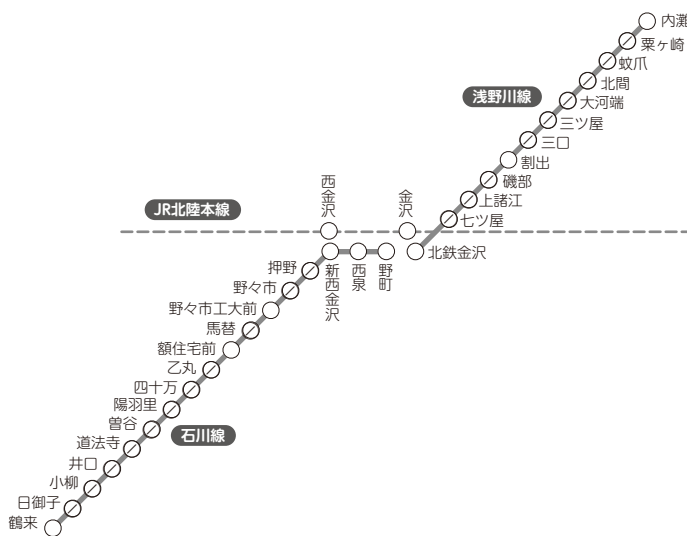 内灘
粟ヶ崎
蚊爪
北間
大河端
浅野川線
三ツ屋
三口
割出
磯部
上諸江
七ツ屋
北鉄金沢
JR北陸本線
西金沢
金沢
新西金沢
西泉
野町
押野
野々市
野々市工大前
馬替
額住宅前
乙丸
四十万
陽羽里
曽谷
石川線
道法寺
井口
小柳
日御子
鶴来